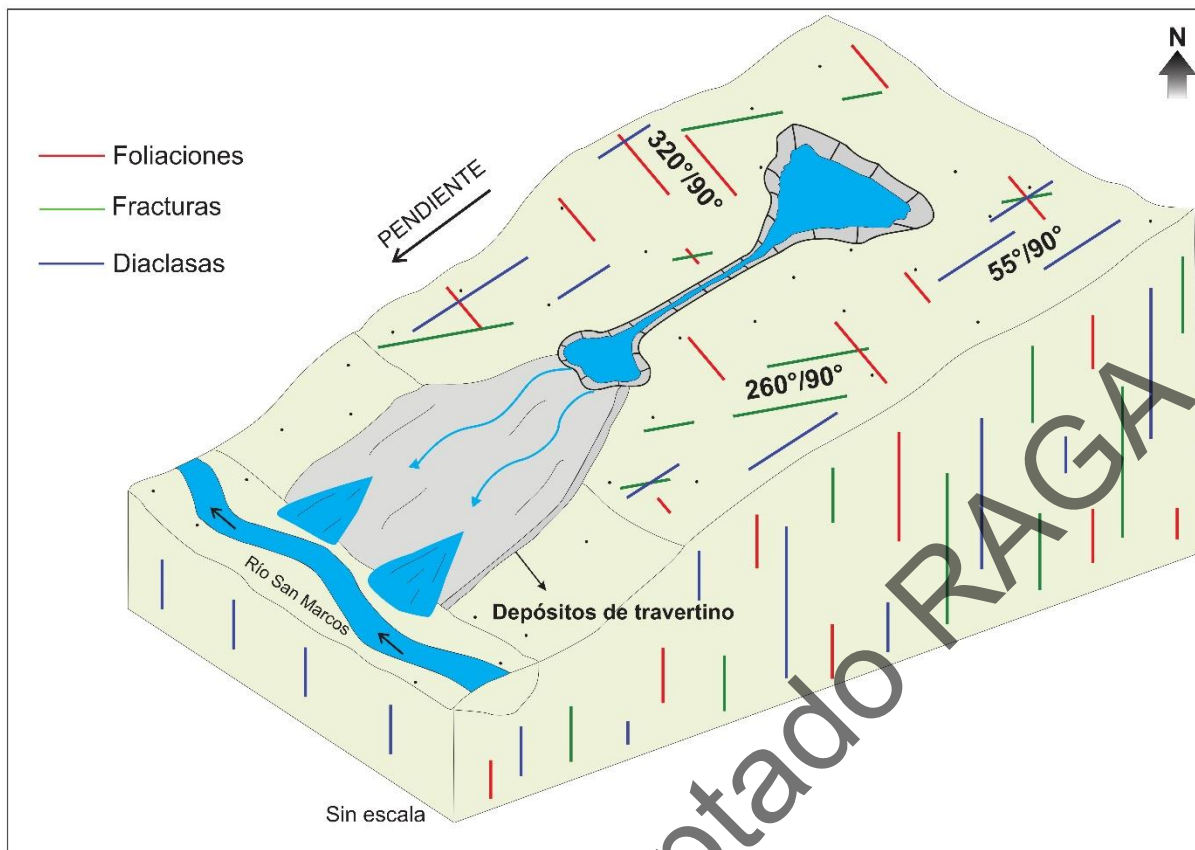 N
Foliaciones
Fracturas
Diaclasas
PENDIENTE
320°/90°
55°/90°
260°/90°
Río San Marcos
Depósitos de travertino
Sin escala
ptado RAGA